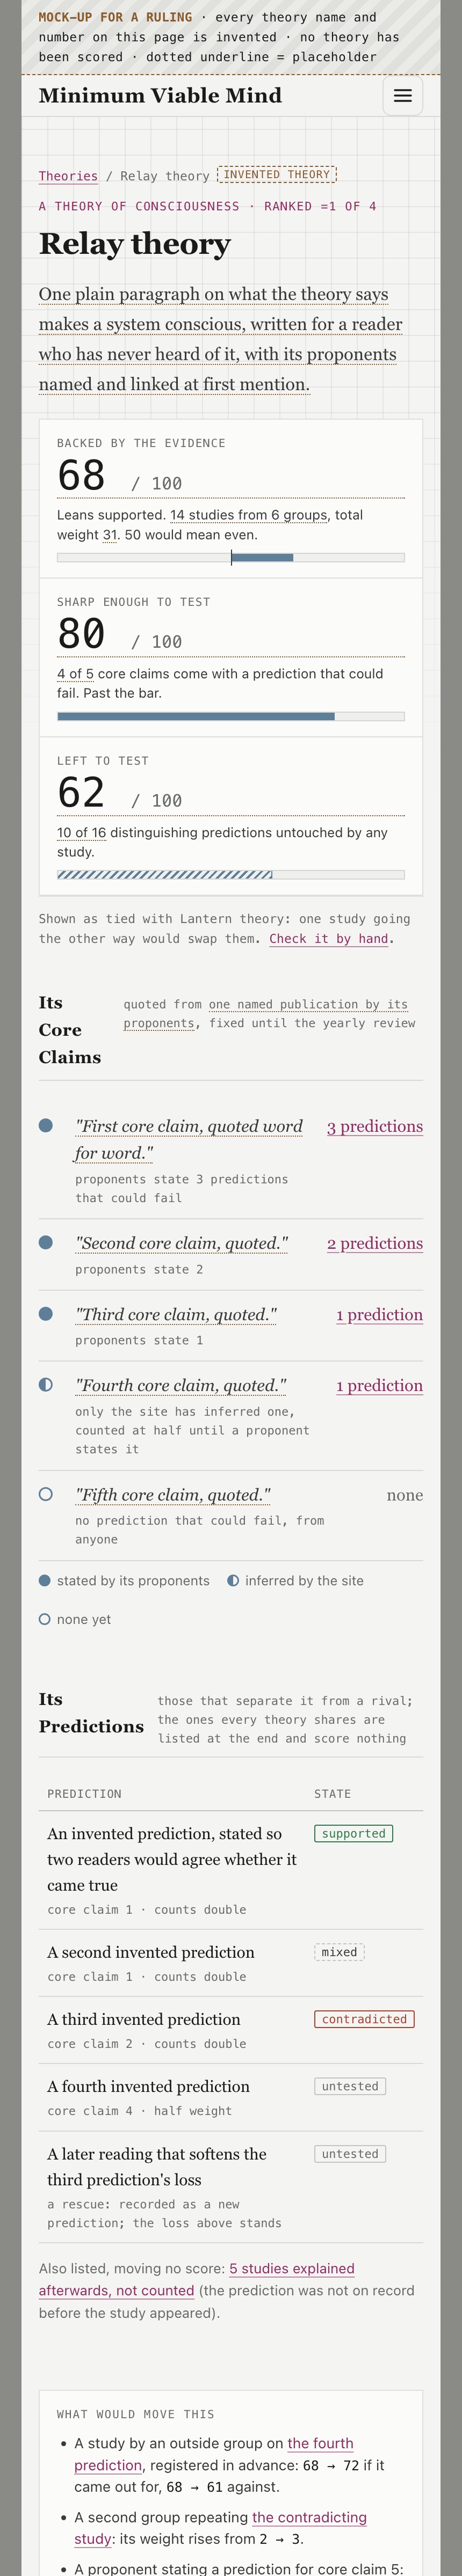 MOCK-UP FOR A RULING · every theory name and
number on this page is invented · no theory has
been scored · dotted underline = placeholder
Minimum Viable Mind
Theories / Relay theory INVENTED THEORY
A THEORY OF CONSCIOUSNESS · RANKED =1 OF 4
Relay theory
One plain paragraph on what the theory says
makes a system conscious, written for a reader
who has never heard of it, with its proponents
named and linked at first mention.
BACKED BY THE EVIDENCE
68 / 100
Leans supported. 14 studies from 6 groups, total
weight 31. 50 would mean even.
SHARP ENOUGH TO TEST
80 / 100
4 of 5 core claims come with a prediction that could
fail. Past the bar.
LEFT TO TEST
62 / 100
10 of 16 distinguishing predictions untouched by any
study.
Shown as tied with Lantern theory: one study going
the other way would swap them. Check it by hand.
Its
Core
Claims
quoted from one named publication by its
proponents, fixed until the yearly review
"First core claim, quoted word
for word."
3 predictions
proponents state 3 predictions
that could fail
"Second core claim, quoted."
2 predictions
proponents state 2
"Third core claim, quoted."
1 prediction
proponents state 1
"Fourth core claim, quoted."
1 prediction
only the site has inferred one,
counted at half until a proponent
states it
"Fifth core claim, quoted."
none
no prediction that could fail, from
anyone
stated by its proponents inferred by the site
none yet
Its
Predictions
those that separate it from a rival;
the ones every theory shares are
listed at the end and score nothing
PREDICTION STATE
An invented prediction, stated so
two readers would agree whether it
came true
supported
core claim 1 · counts double
A second invented prediction
mixed
core claim 1 · counts double
A third invented prediction
contradicted
core claim 2 · counts double
A fourth invented prediction
untested
core claim 4 · half weight
A later reading that softens the
third prediction's loss
untested
a rescue: recorded as a new
prediction; the loss above stands
Also listed, moving no score: 5 studies explained
afterwards, not counted (the prediction was not on record
before the study appeared).
WHAT WOULD MOVE THIS
• A study by an outside group on the fourth
prediction, registered in advance: 68 → 72 if it
came out for, 68 → 61 against.
• A second group repeating the contradicting
study: its weight rises from 2 → 3.
• A proponent stating a prediction for core claim 5: